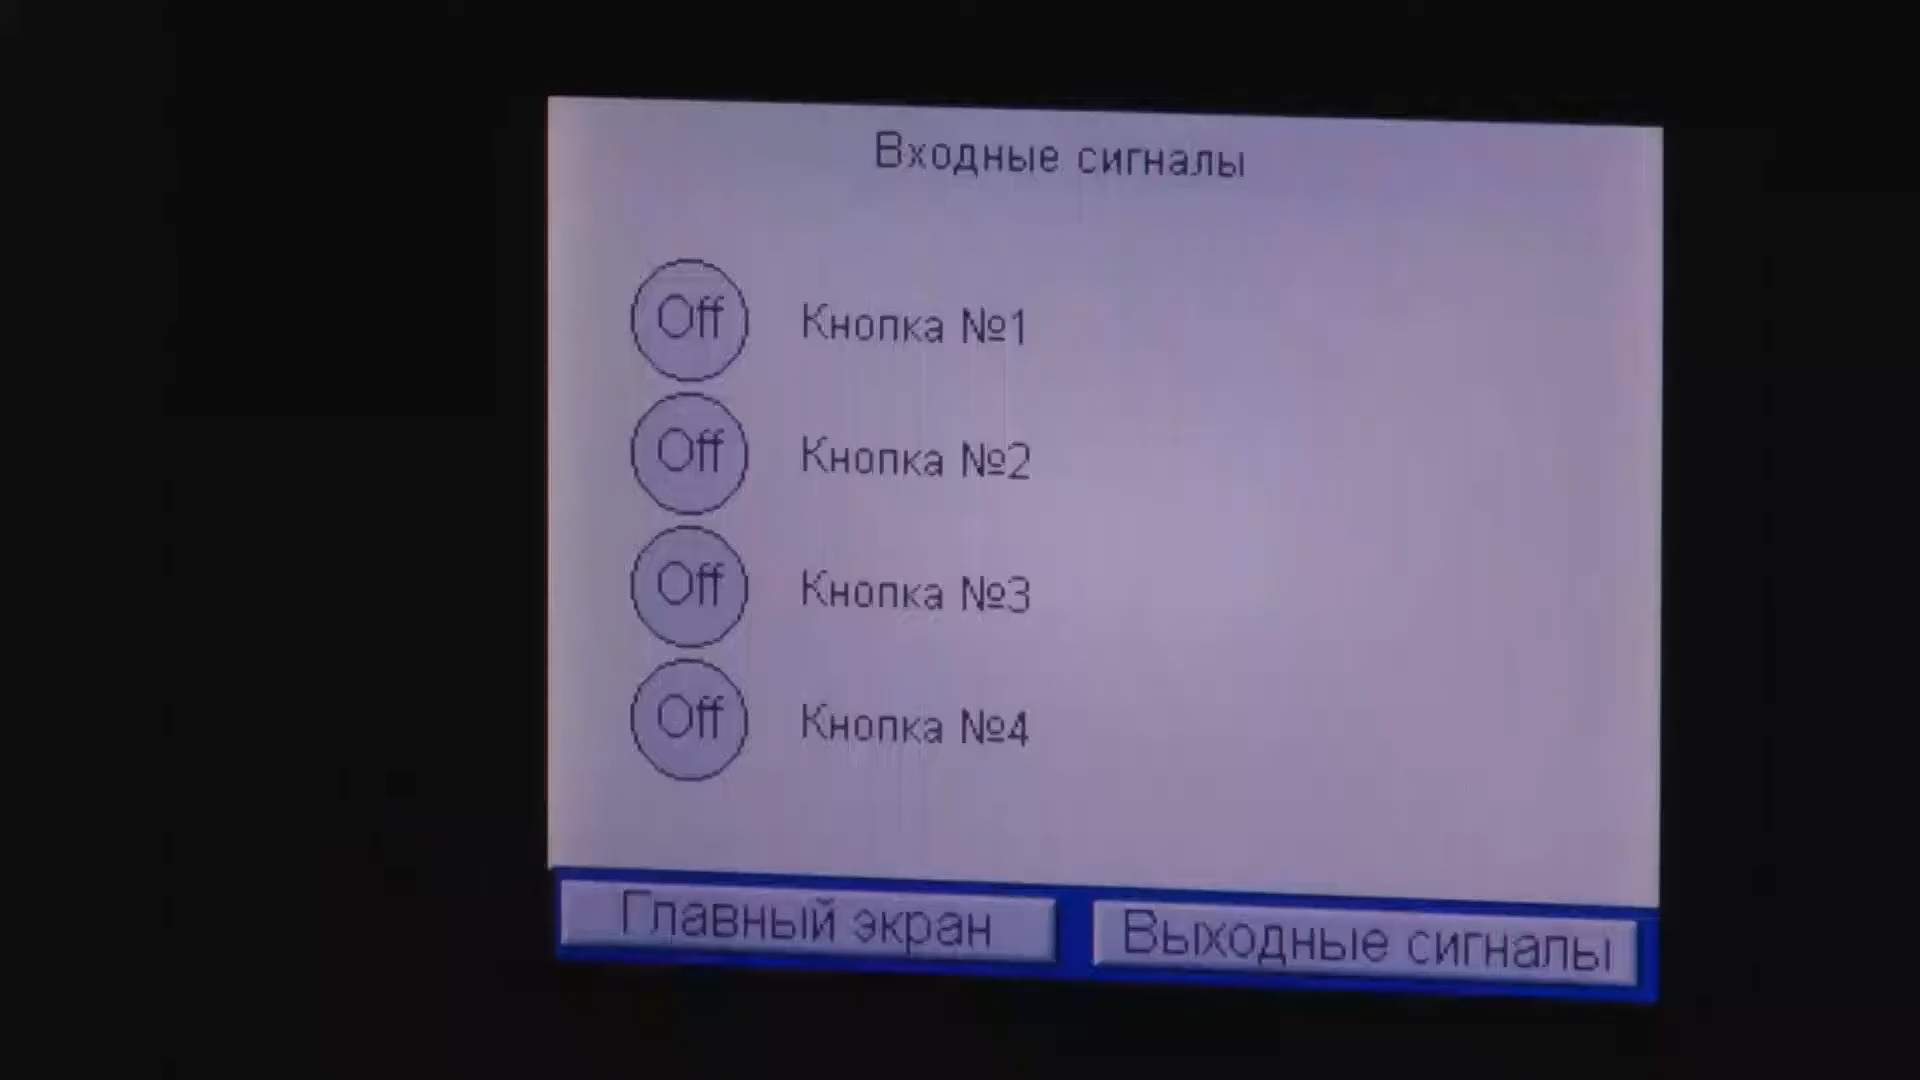 Входные сигналы
Off Кнопка №1
Off Кнопка №2
Off Кнопка №3
Off Кнопка №4
Главный экран Выходные сигналы